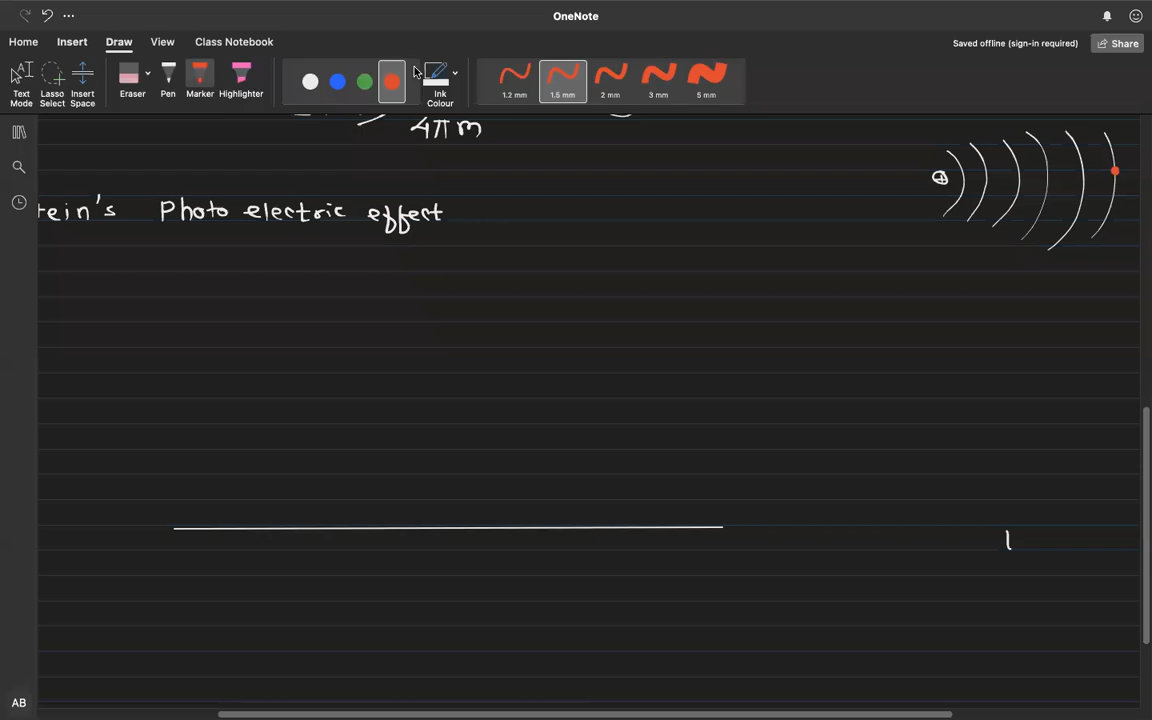 OneNote
Home Insert Draw View Class Notebook
Saved offline (sign-in required) Share
Text Mode Lasso Select Insert Space Eraser Pen Marker Highlighter Ink Colour 1.2 mm 1.5 mm 2 mm 3 mm 5 mm
4πm
tein's Photo electric effect
AB